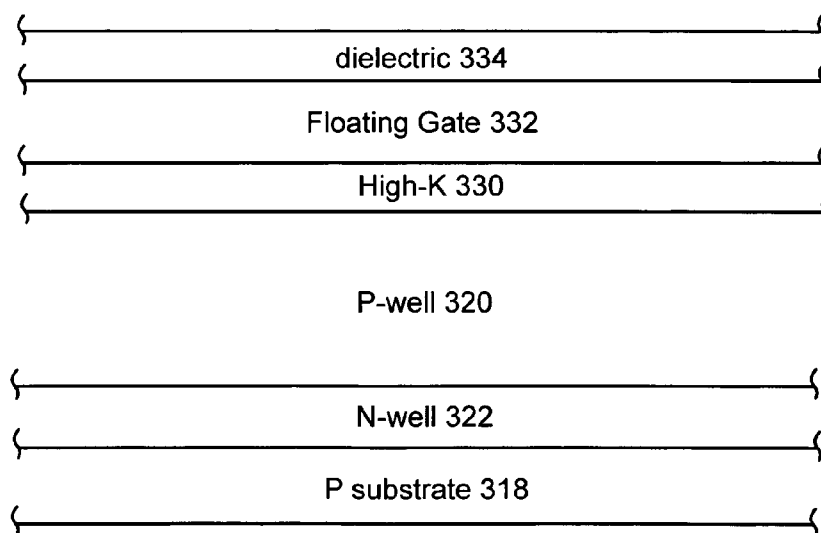 dielectric 334
Floating Gate 332
High-K 330
P-well 320
N-well 322
P substrate 318